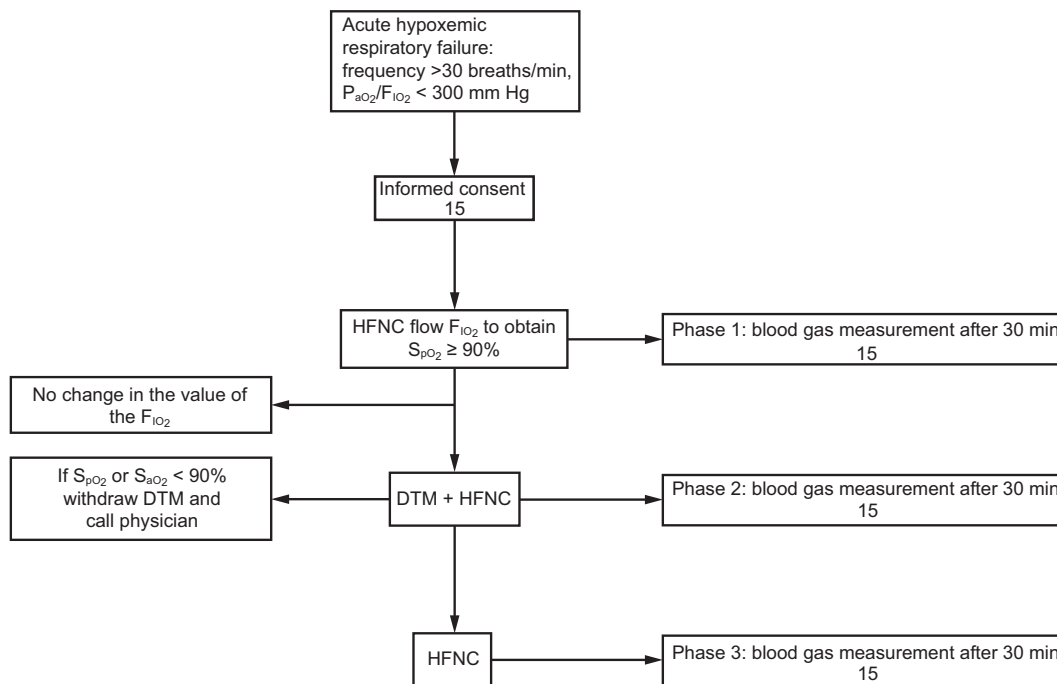 Acute hypoxemic
respiratory failure:
frequency >30 breaths/min,
PaO2/FIO2 < 300 mm Hg
Informed consent
15
HFNC flow FIO2 to obtain
SpO2 ≥ 90%
Phase 1: blood gas measurement after 30 min
15
No change in the value of
the FIO2
If SpO2 or SaO2 < 90%
withdraw DTM and
call physician
DTM + HFNC
Phase 2: blood gas measurement after 30 min
15
HFNC
Phase 3: blood gas measurement after 30 min
15